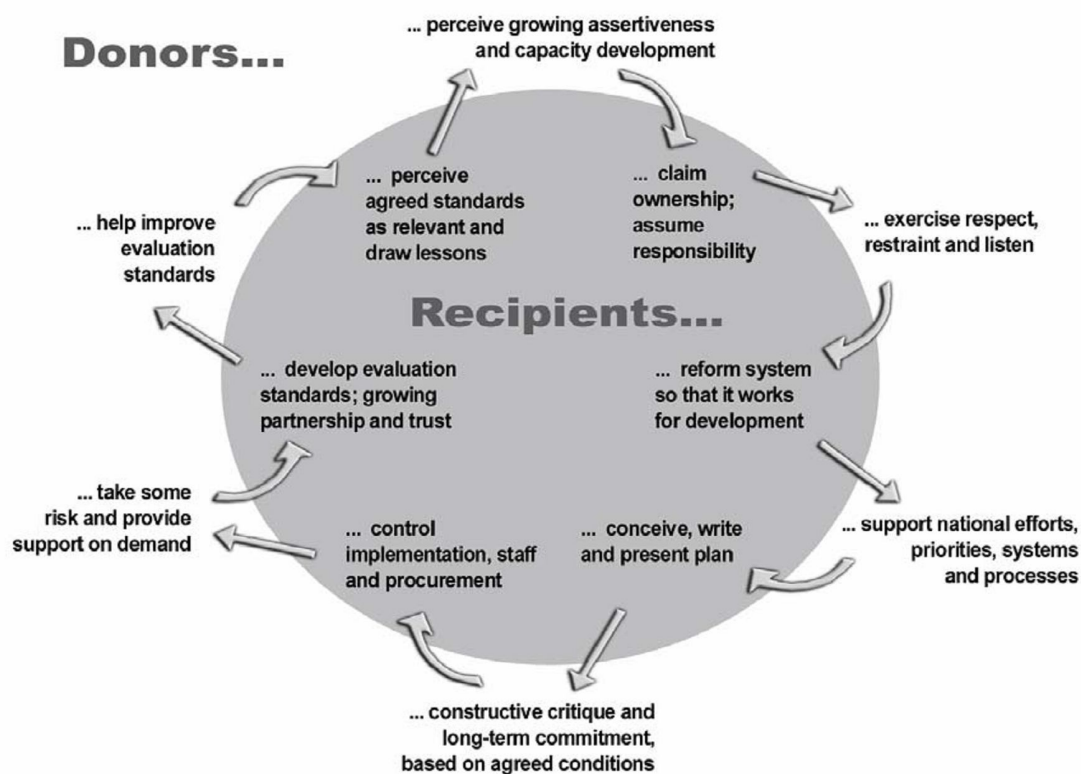 Donors...
... perceive growing assertiveness
and capacity development
... perceive
agreed standards
as relevant and
draw lessons
... claim
ownership;
assume
responsibility
... help improve
evaluation
standards
... exercise respect,
restraint and listen
Recipients...
... develop evaluation
standards; growing
partnership and trust
... reform system
so that it works
for development
... take some
risk and provide
support on demand
... control
implementation, staff
and procurement
... conceive, write
and present plan
... support national efforts,
priorities, systems
and processes
... constructive critique and
long-term commitment,
based on agreed conditions